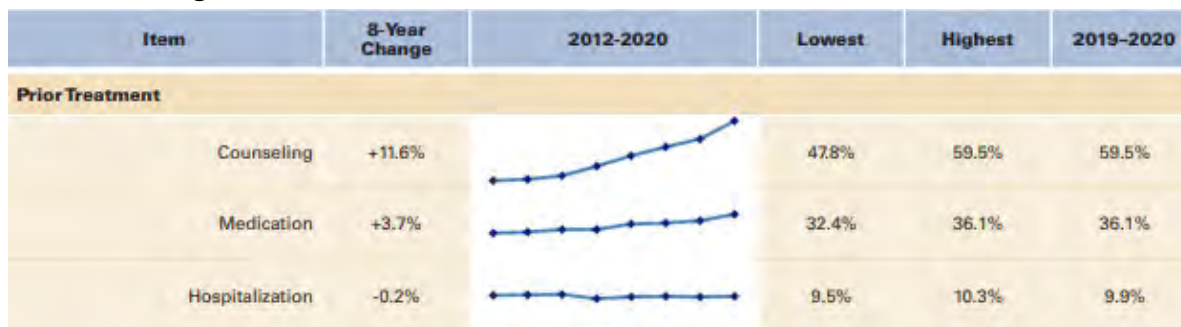 Item 8-Year Change 2012-2020 Lowest Highest 2019–2020
Prior Treatment
Counseling +11.6% 47.8% 59.5% 59.5%
Medication +3.7% 32.4% 36.1% 36.1%
Hospitalization -0.2% 9.5% 10.3% 9.9%